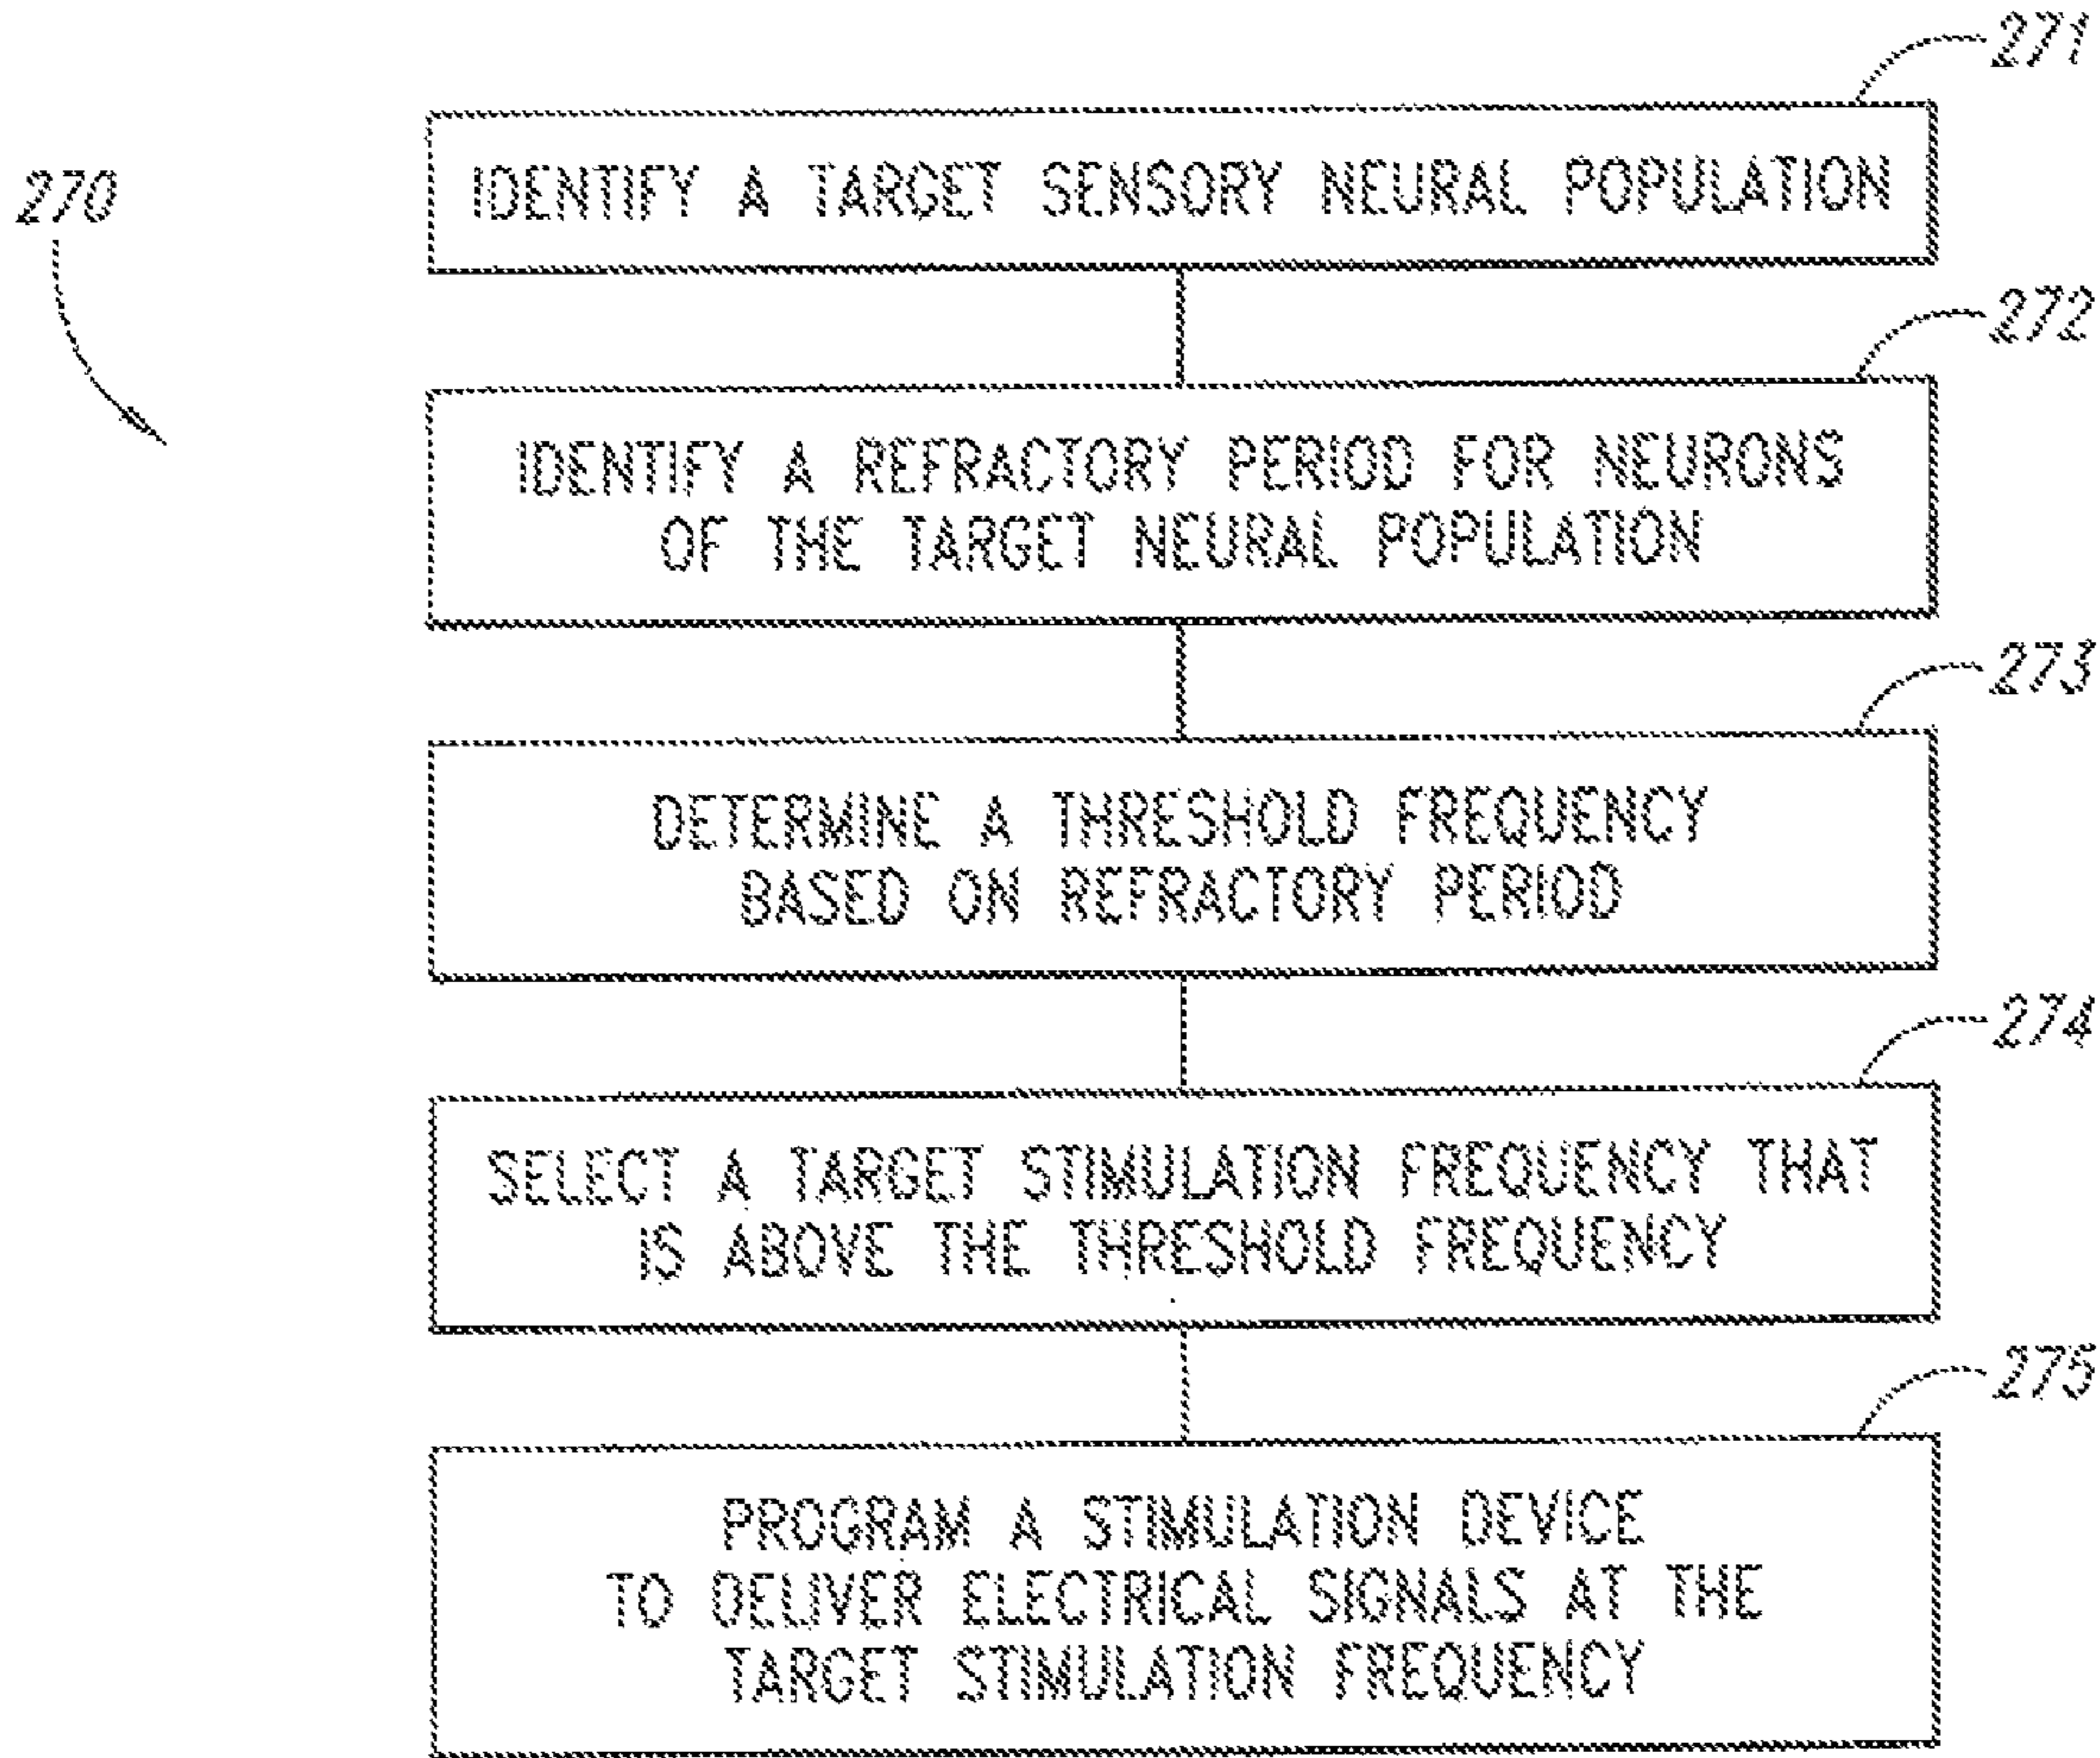 271
IDENTIFY A TARGET SENSORY NEURAL POPULATION
270
272
IDENTIFY A REFRACTORY PERIOD FOR NEURONS
OF THE TARGET NEURAL POPULATION
273
DETERMINE A THRESHOLD FREQUENCY
BASED ON REFRACTORY PERIOD
274
SELECT A TARGET STIMULATION FREQUENCY THAT
IS ABOVE THE THRESHOLD FREQUENCY
275
PROGRAM A STIMULATION DEVICE
TO DELIVER ELECTRICAL SIGNALS AT THE
TARGET STIMULATION FREQUENCY